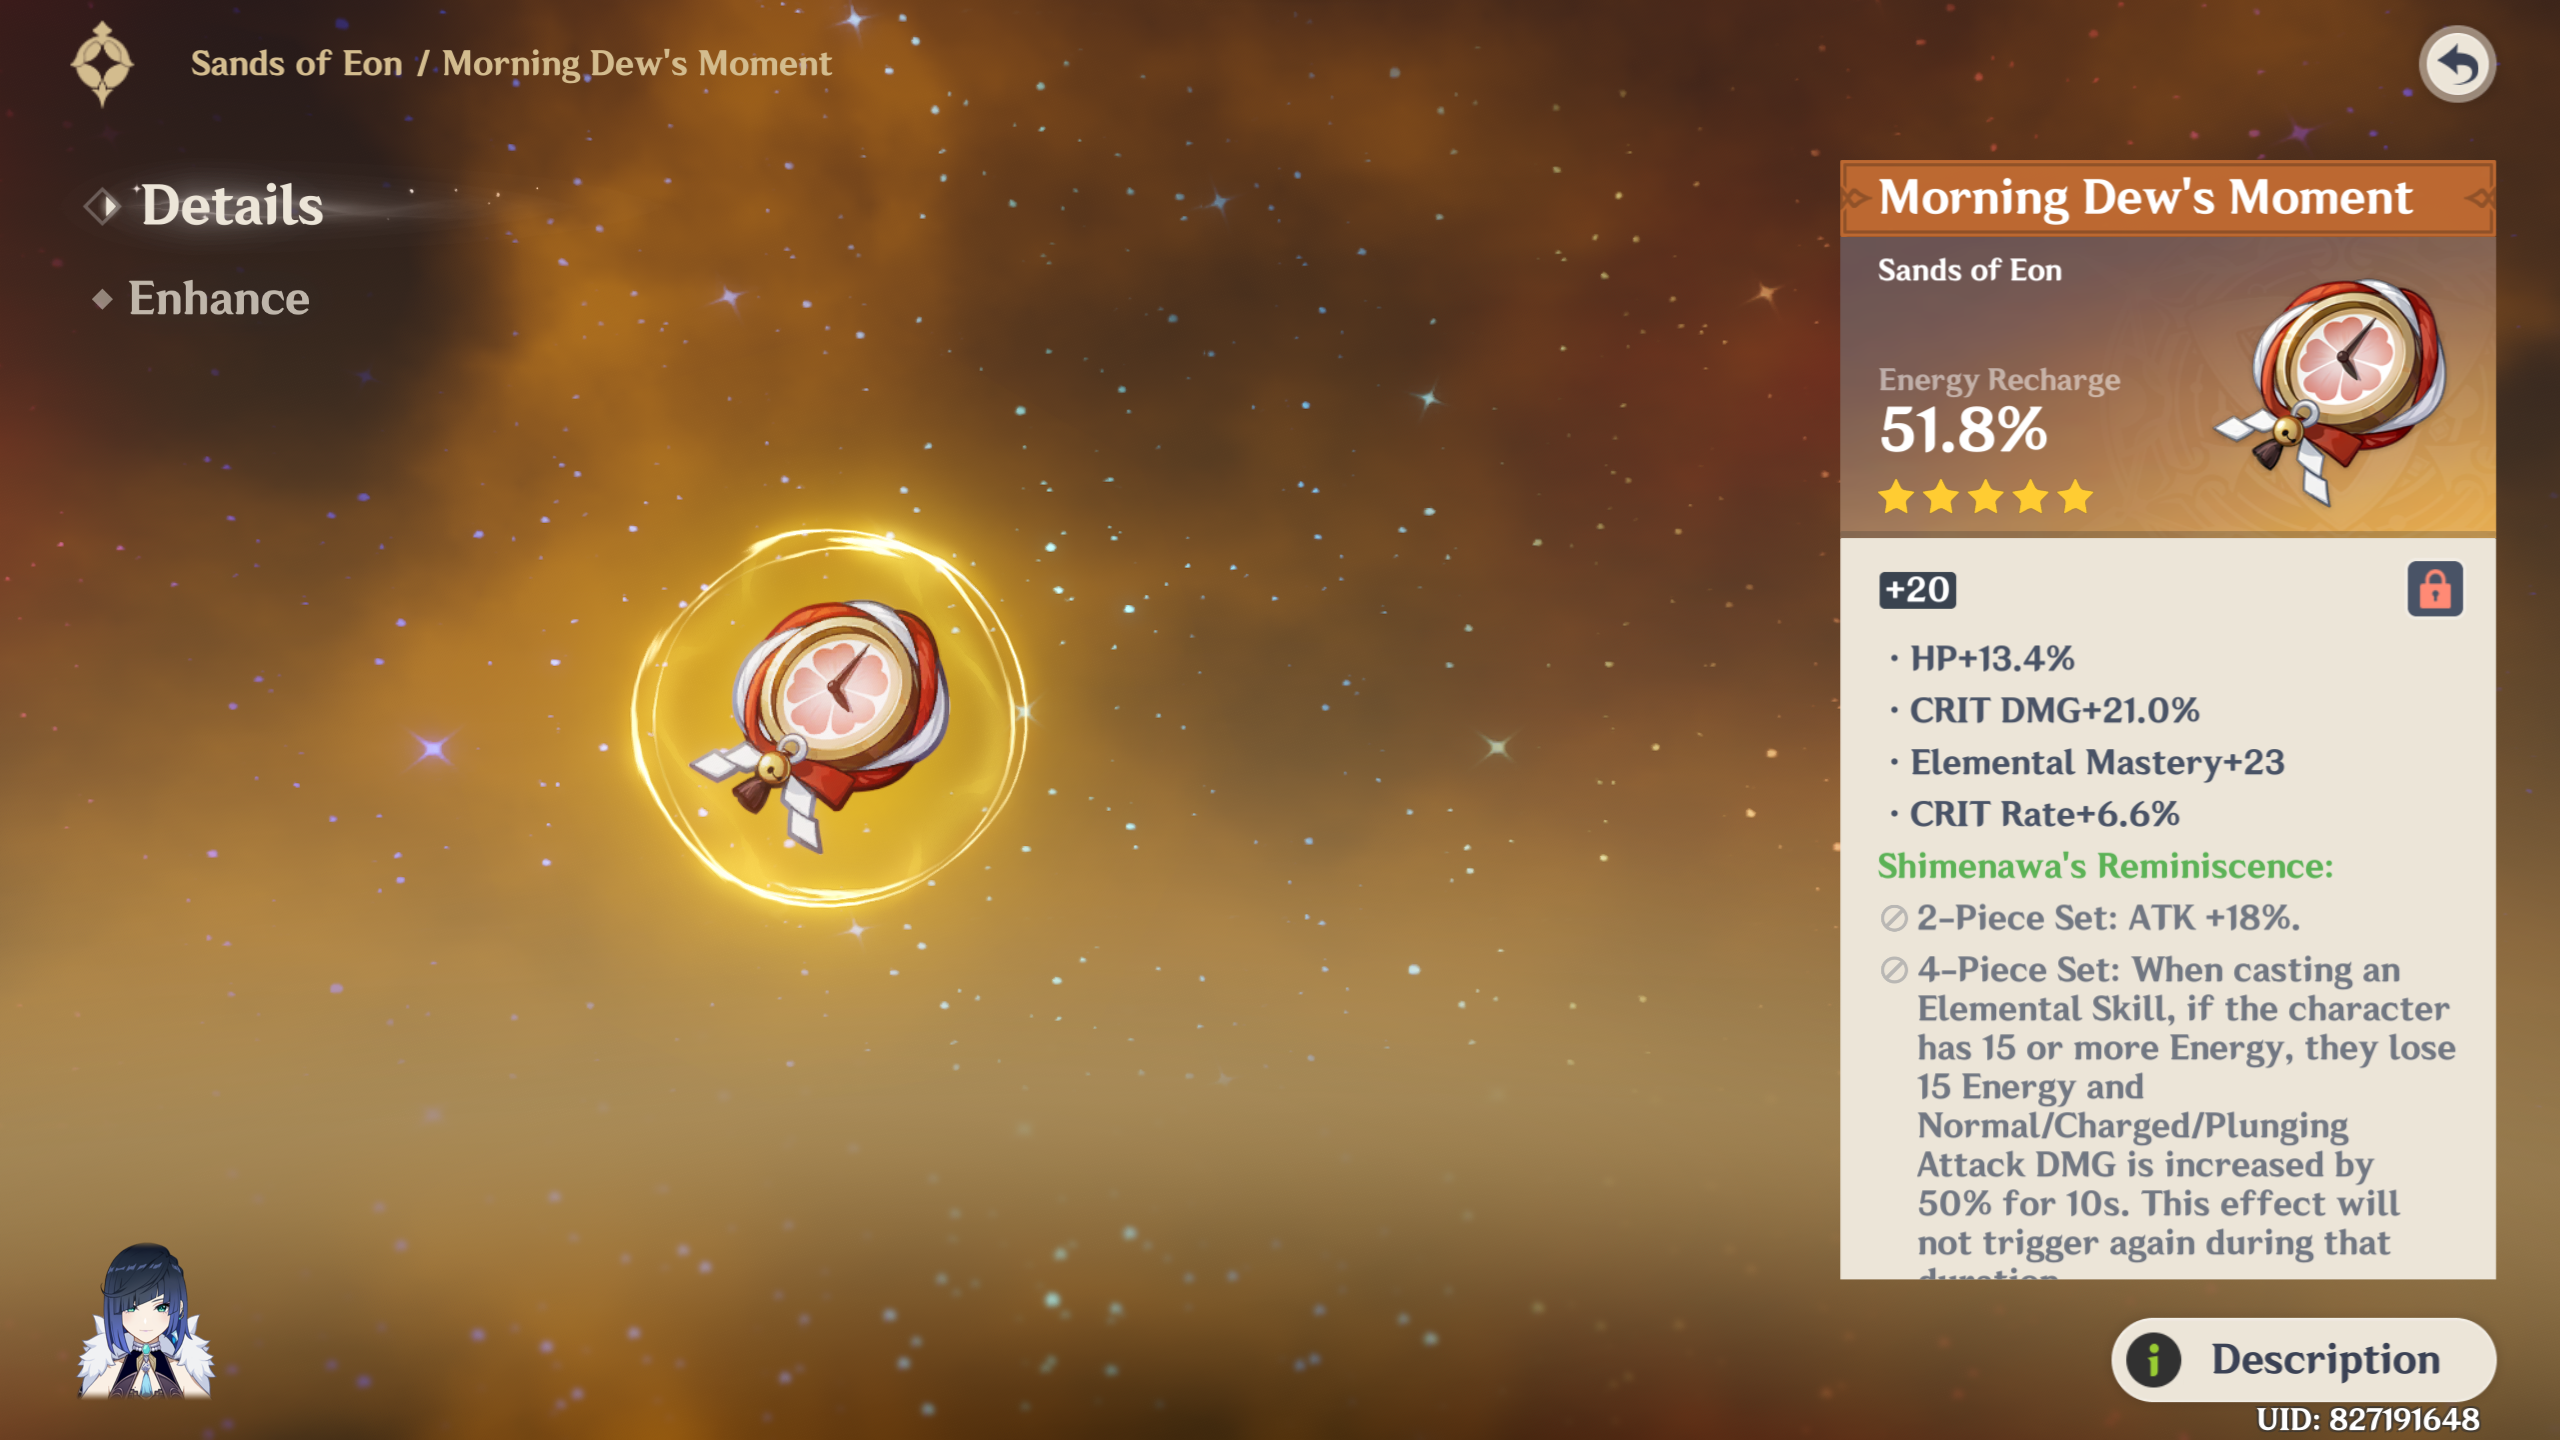 Sands of Eon / Morning Dew's Moment
Details
Enhance
Morning Dew's Moment
Sands of Eon
Energy Recharge
51.8%
+20
· HP+13.4%
· CRIT DMG+21.0%
· Elemental Mastery+23
· CRIT Rate+6.6%
Shimenawa's Reminiscence:
2-Piece Set: ATK +18%.
4-Piece Set: When casting an
Elemental Skill, if the character
has 15 or more Energy, they lose
15 Energy and
Normal/Charged/Plunging
Attack DMG is increased by
50% for 10s. This effect will
not trigger again during that
duration
Description
UID: 827191648